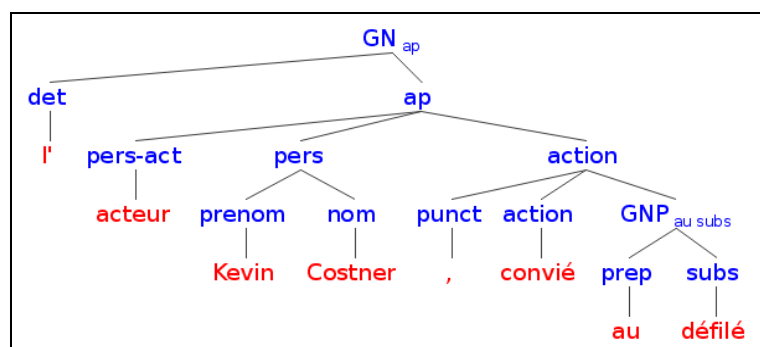 GN ap
det ap
l' pers-act pers action
acteur prenom nom punct action GNP au subs
Kevin Costner , convié prep subs
au défilé